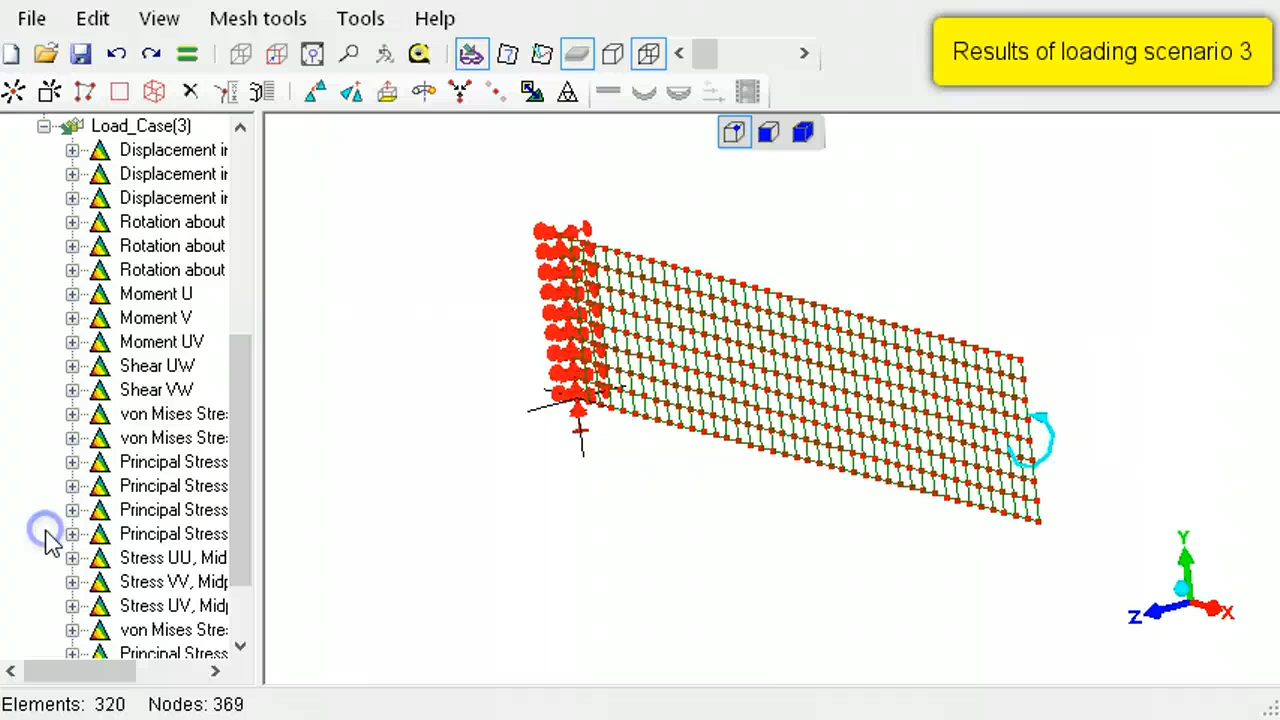 File Edit View Mesh tools Tools Help
Results of loading scenario 3
Load_Case(3)
Displacement ir
Displacement ir
Displacement ir
Rotation about
Rotation about
Rotation about
Moment U
Moment V
Moment UV
Shear UW
Shear VW
von Mises Stre
von Mises Stre
Principal Stress
Principal Stress
Principal Stress
Principal Stress
Stress UU, Mid
Stress VV, Midp
Stress UV, Midp
von Mises Stre
Principal Stress
Y
Z
X
Elements: 320 Nodes: 369